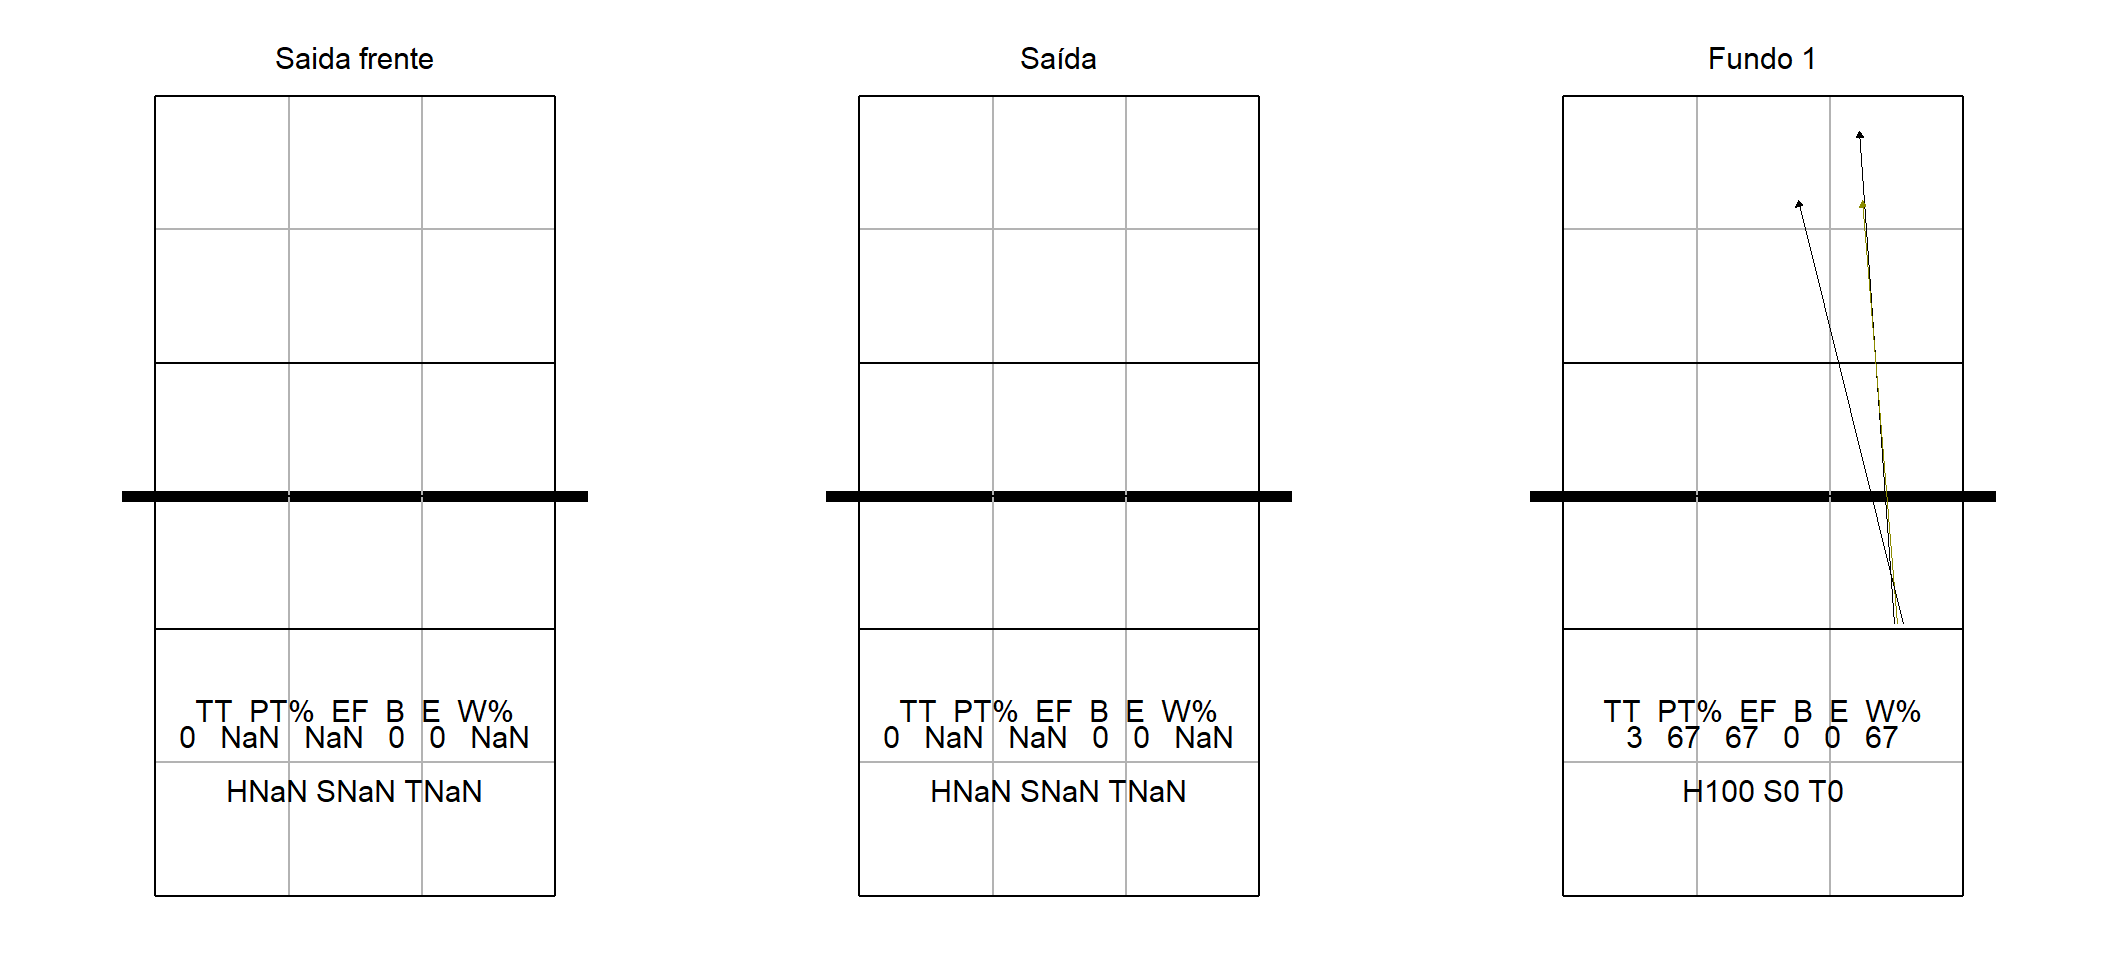 Saida frente
TT PT% EF B E W%
0 NaN NaN 0 0 NaN
HNaN SNaN TNaN
Saída
TT PT% EF B E W%
0 NaN NaN 0 0 NaN
HNaN SNaN TNaN
Fundo 1
TT PT% EF B E W%
3 67 67 0 0 67
H100 S0 T0